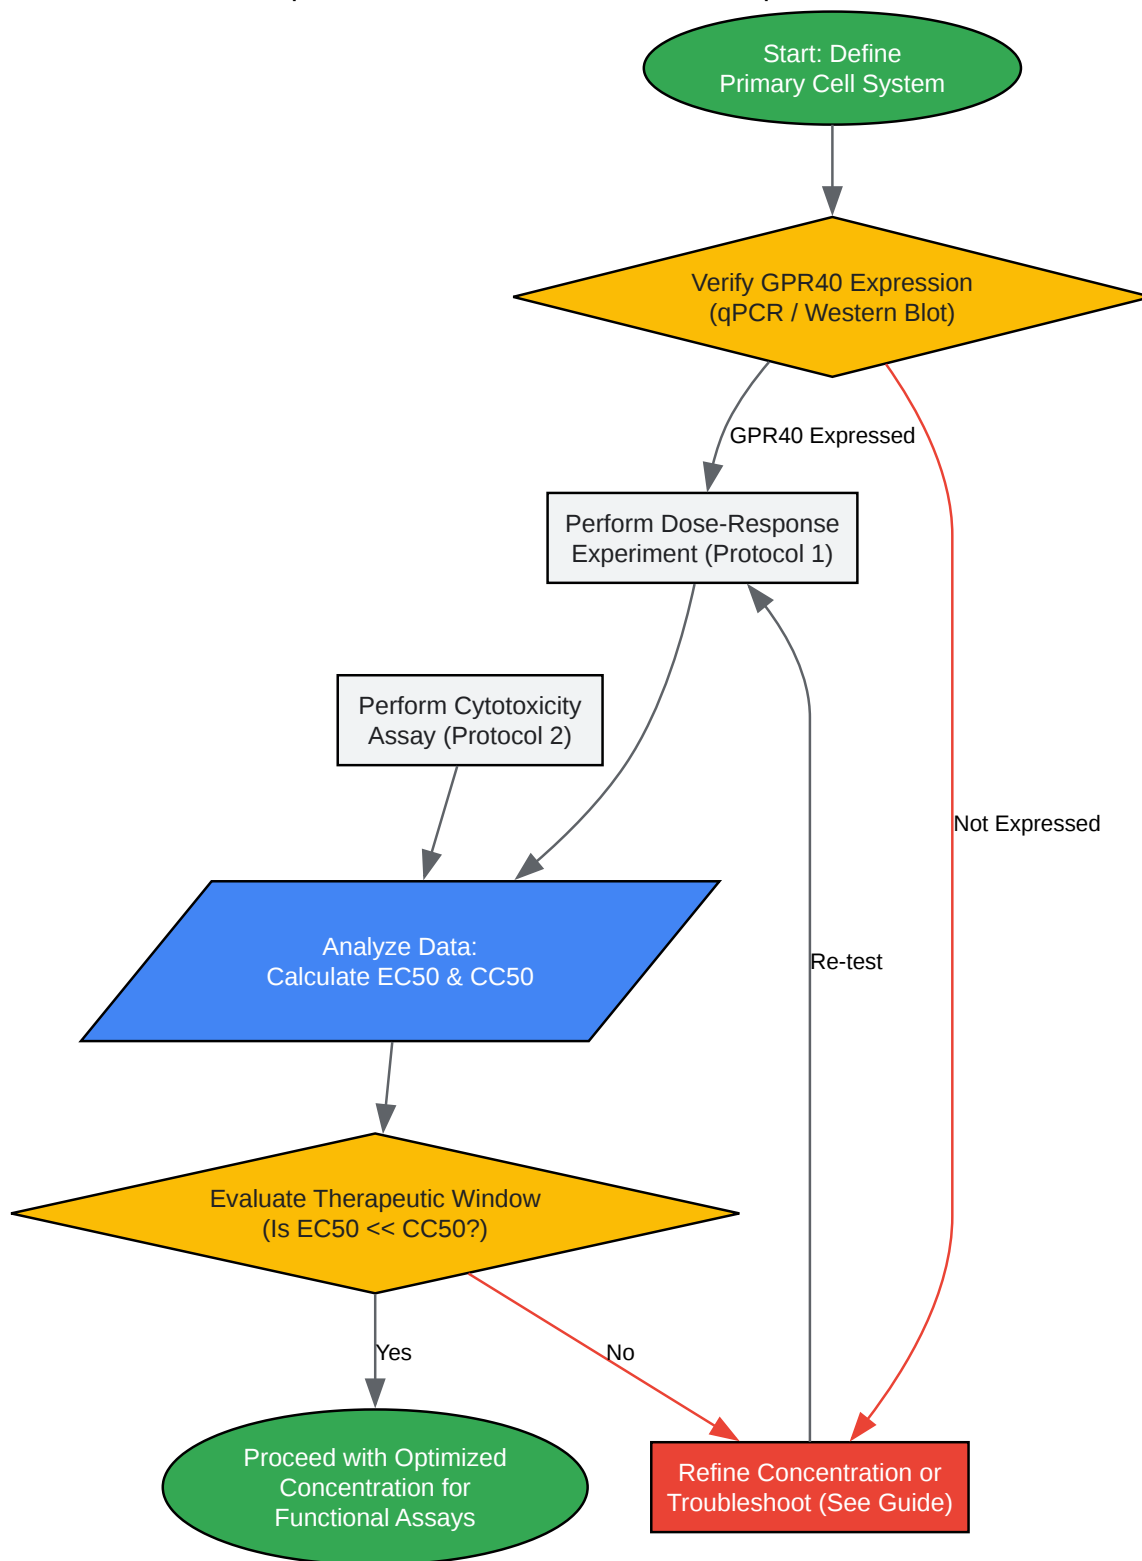 Start: Define
Primary Cell System
Verify GPR40 Expression
(qPCR / Western Blot)
GPR40 Expressed
Perform Dose-Response
Experiment (Protocol 1)
Perform Cytotoxicity
Assay (Protocol 2)
Not Expressed
Analyze Data:
Calculate EC50 & CC50
Re-test
Evaluate Therapeutic Window
(Is EC50 << CC50?)
Yes
No
Proceed with Optimized
Concentration for
Functional Assays
Refine Concentration or
Troubleshoot (See Guide)